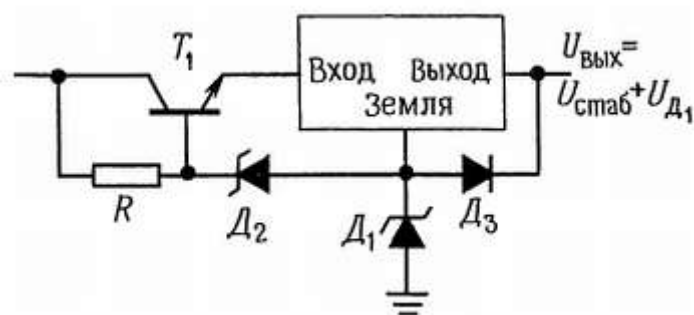 T₁
Вход Выход
Земля
Uвых=
Uстаб+UД₁
R
Д₂
Д₁
Д₃